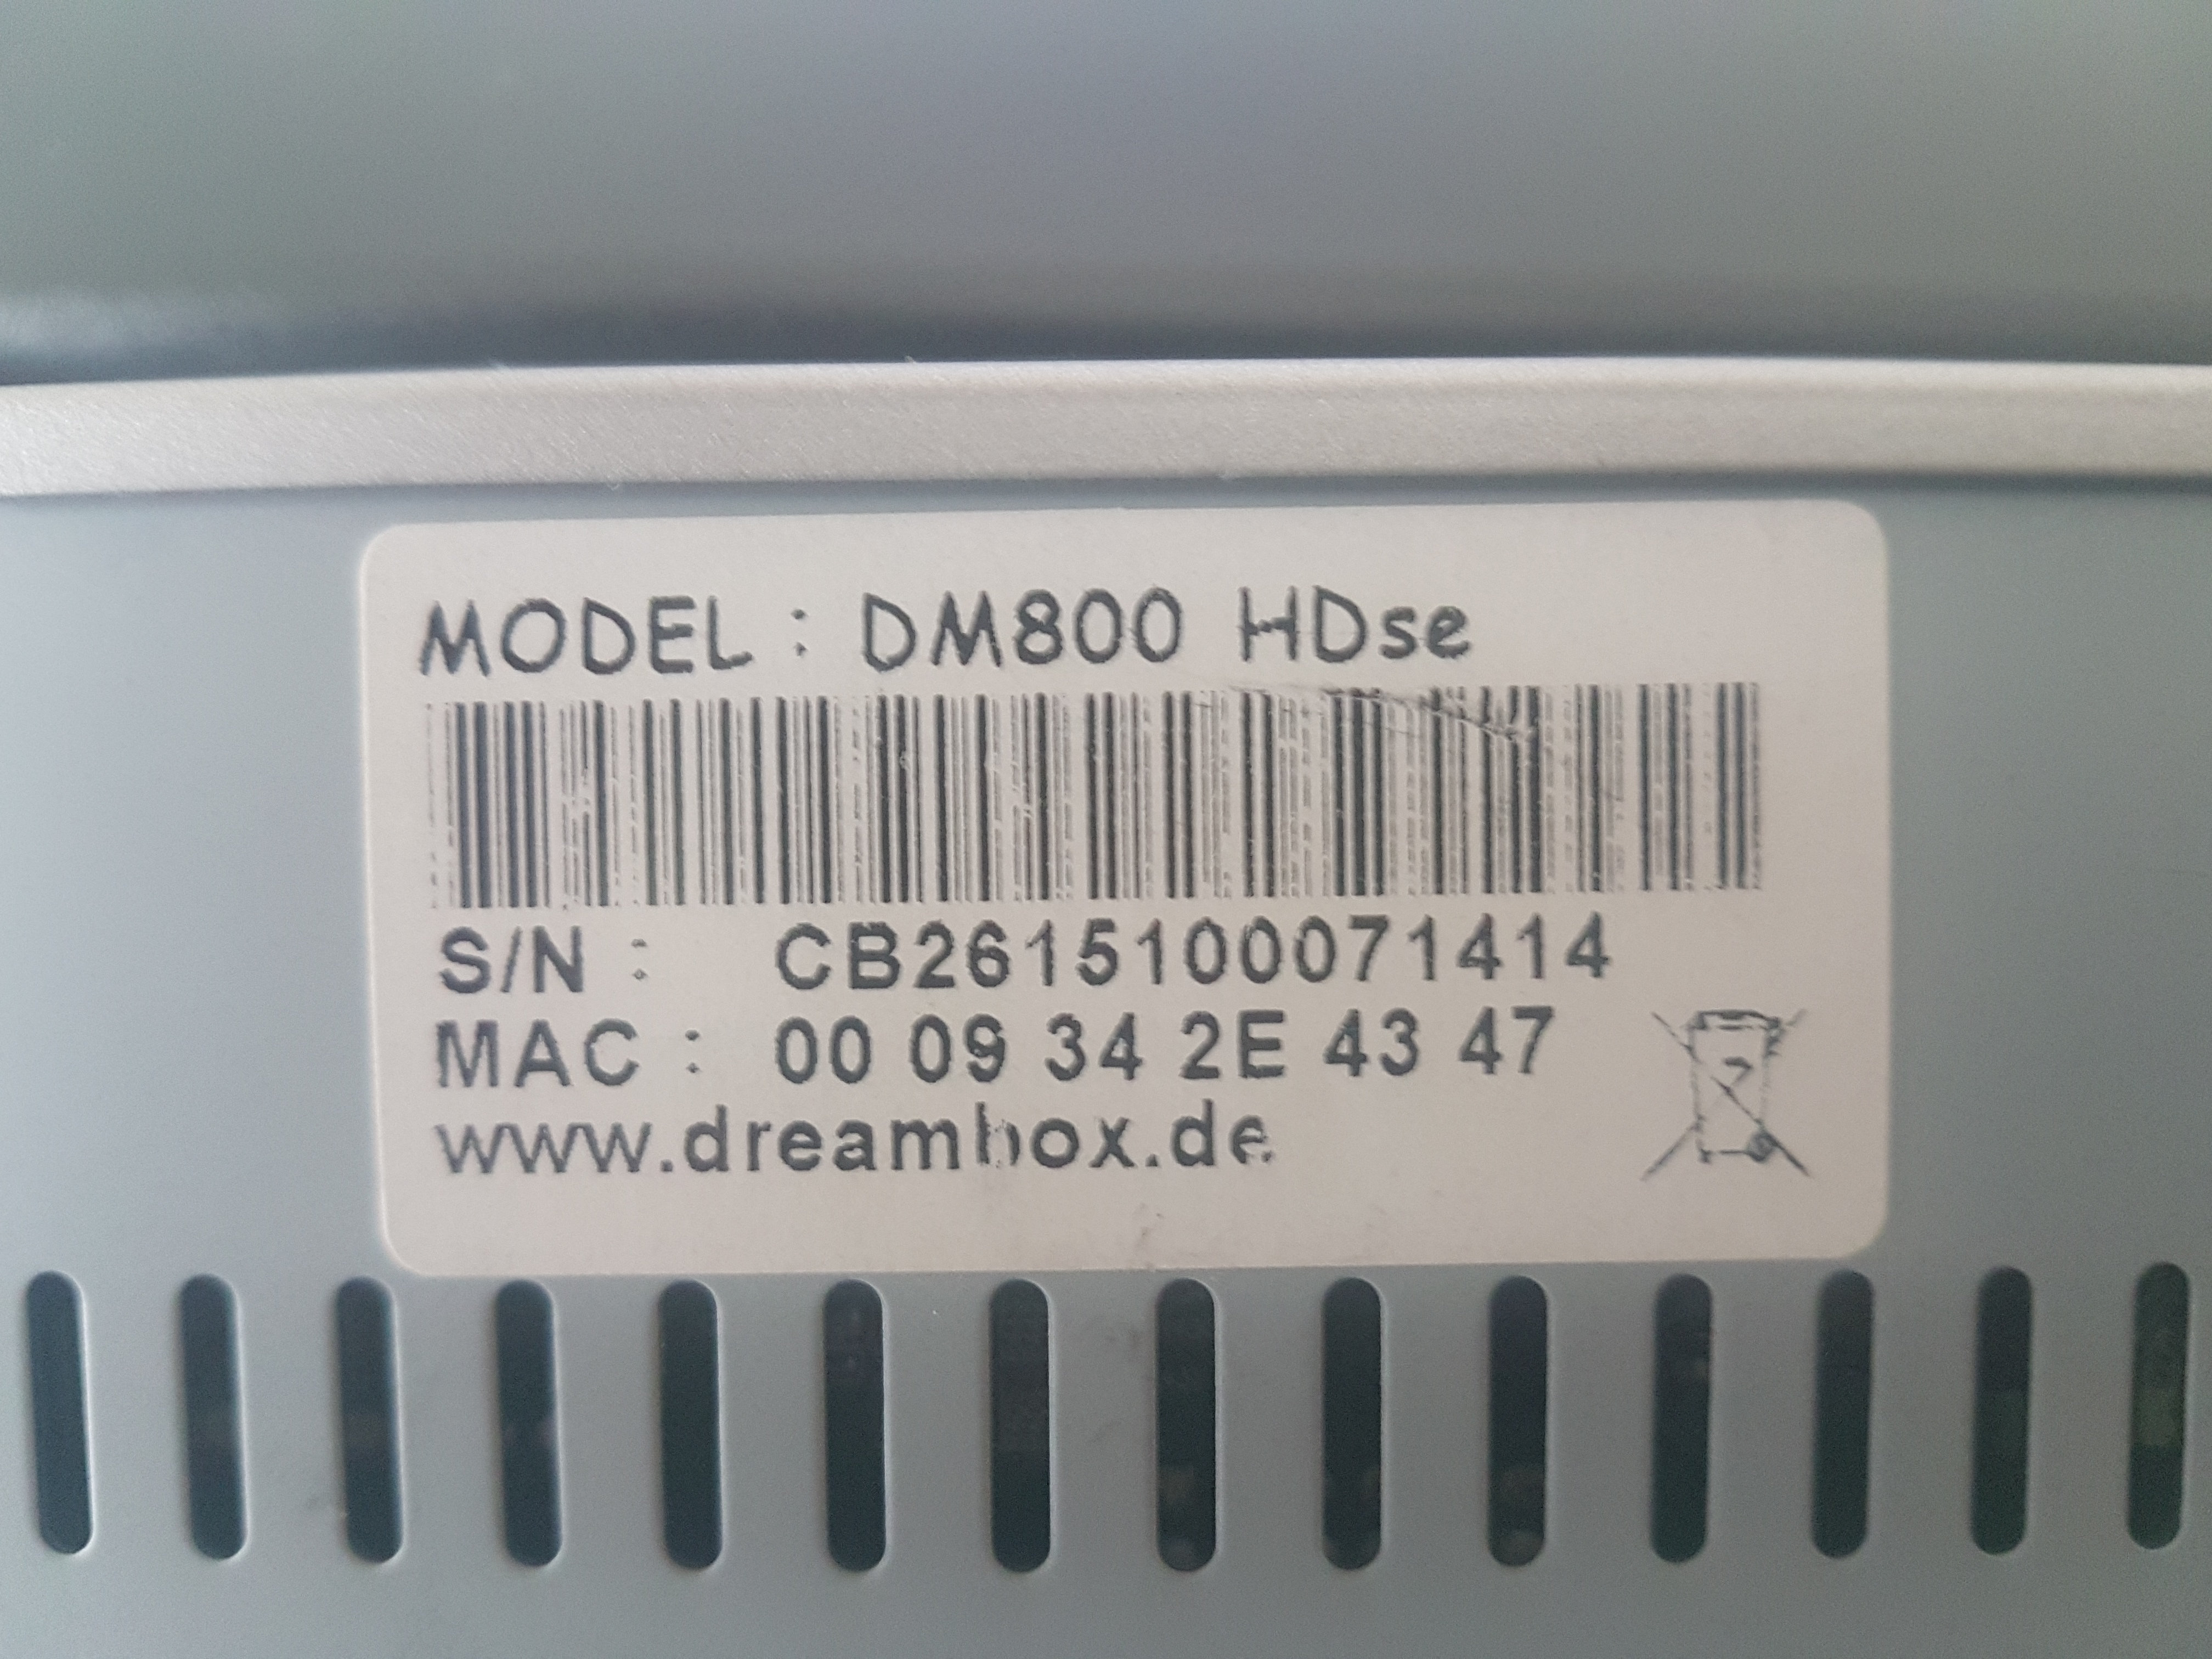 MODEL : DM800 HDse
S/N : CB2615100071414
MAC : 00 09 34 2E 43 47
www.dreambox.de